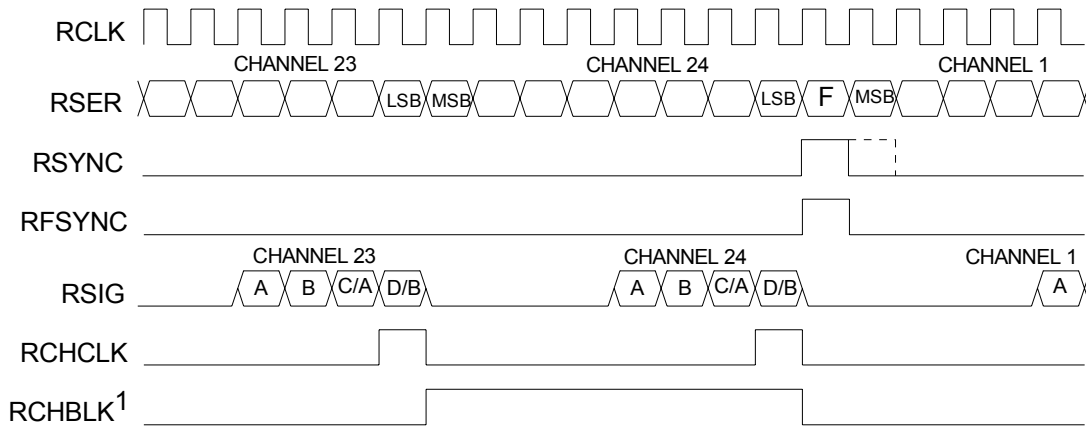 RCLK
CHANNEL 23 CHANNEL 24 CHANNEL 1
RSER LSB MSB LSB F MSB
RSYNC
RFSYNC
CHANNEL 23 CHANNEL 24 CHANNEL 1
RSIG A B C/A D/B A B C/A D/B A
RCHCLK
RCHBLK1